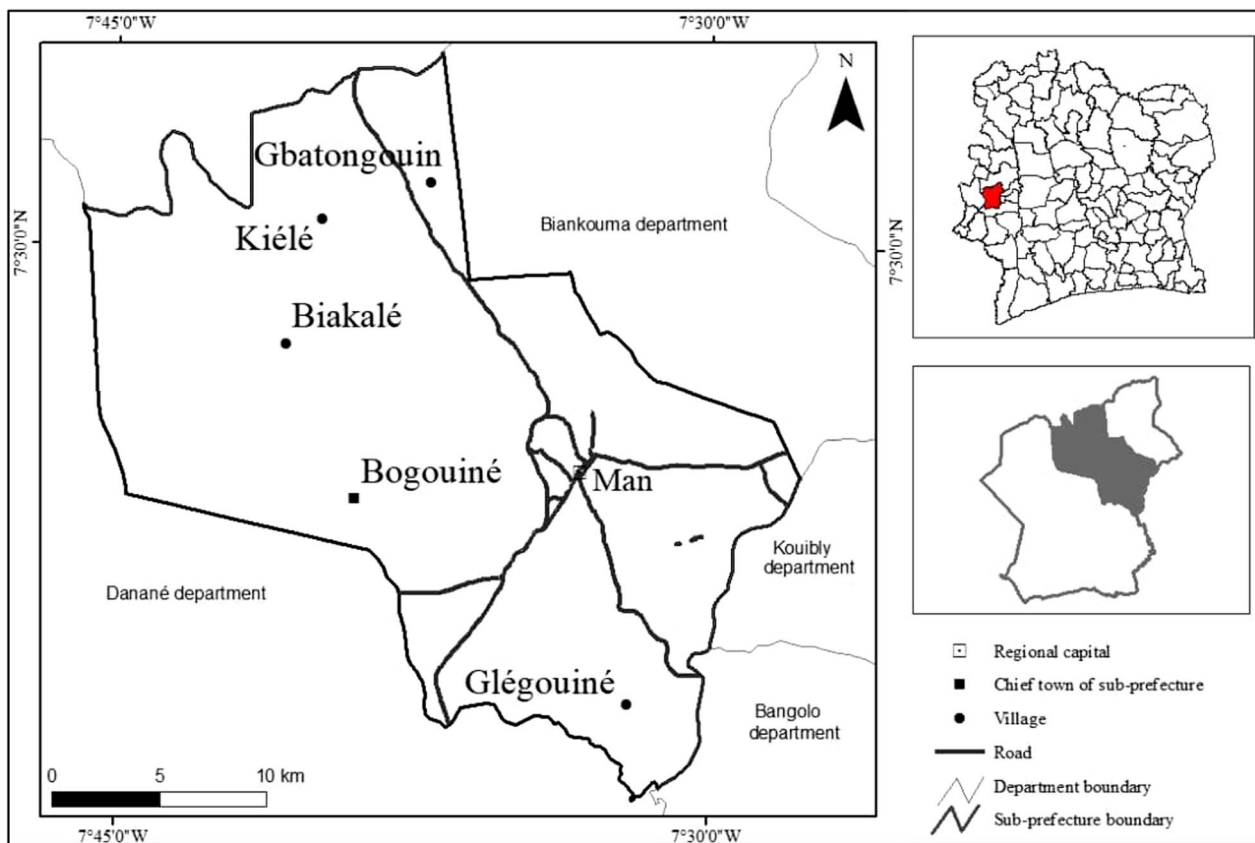 7°45'0"W
7°30'0"W
N
Gbatongouin
Kiélé
Biankouma department
7°30'0"N
7°30'0"N
Biakalé
Bogouiné
Man
Kouibly
department
Danané department
Glégouiné
Bangolo
department
0 5 10 km
7°45'0"W
7°30'0"W
Regional capital
Chief town of sub-prefecture
Village
Road
Department boundary
Sub-prefecture boundary